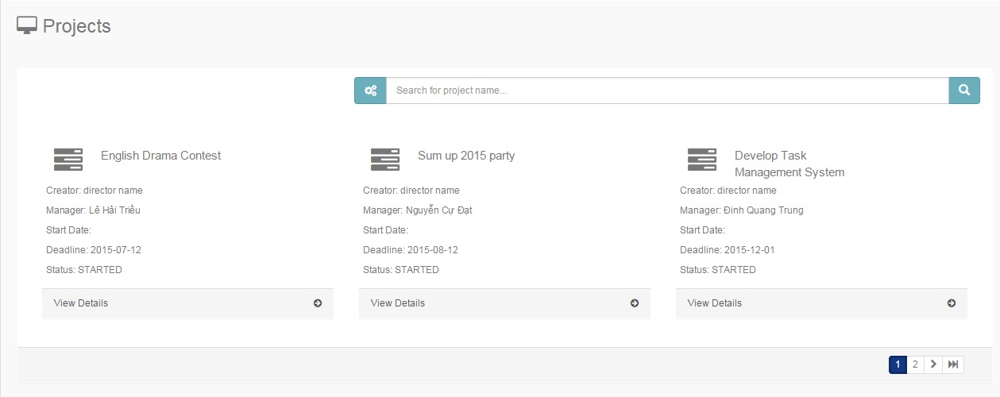 Projects
Search for project name...
English Drama Contest
Creator: director name
Manager: Lê Hải Triều
Start Date:
Deadline: 2015-07-12
Status: STARTED
View Details
Sum up 2015 party
Creator: director name
Manager: Nguyễn Cự Đạt
Start Date:
Deadline: 2015-08-12
Status: STARTED
View Details
Develop Task
Management System
Creator: director name
Manager: Đinh Quang Trung
Start Date:
Deadline: 2015-12-01
Status: STARTED
View Details
1 2